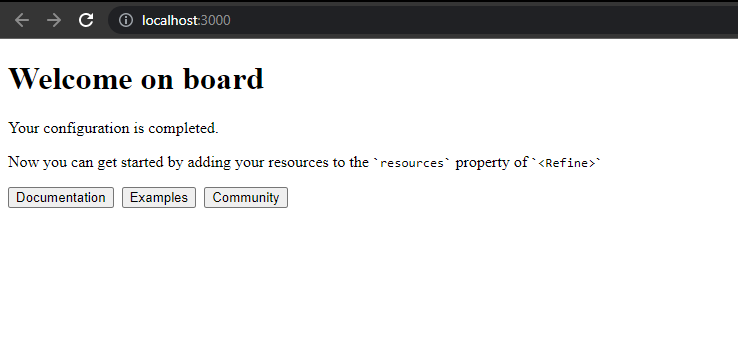 localhost:3000
Welcome on board
Your configuration is completed.
Now you can get started by adding your resources to the `resources` property of `<Refine>`
Documentation Examples Community